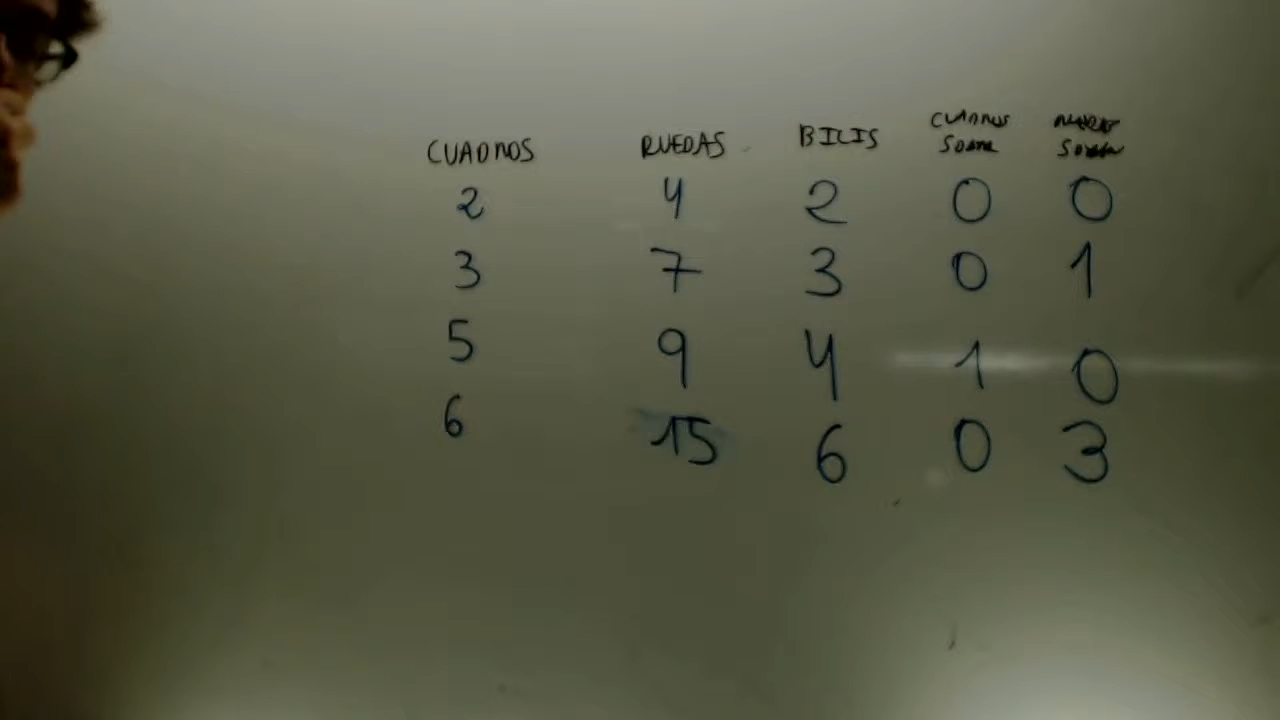 CUADROS RUEDAS BILIS CUADROS RUEDAS
SOBRA SOBRA
2 4 2 0 0
3 7 3 0 1
5 9 4 1 0
6 15 6 0 3